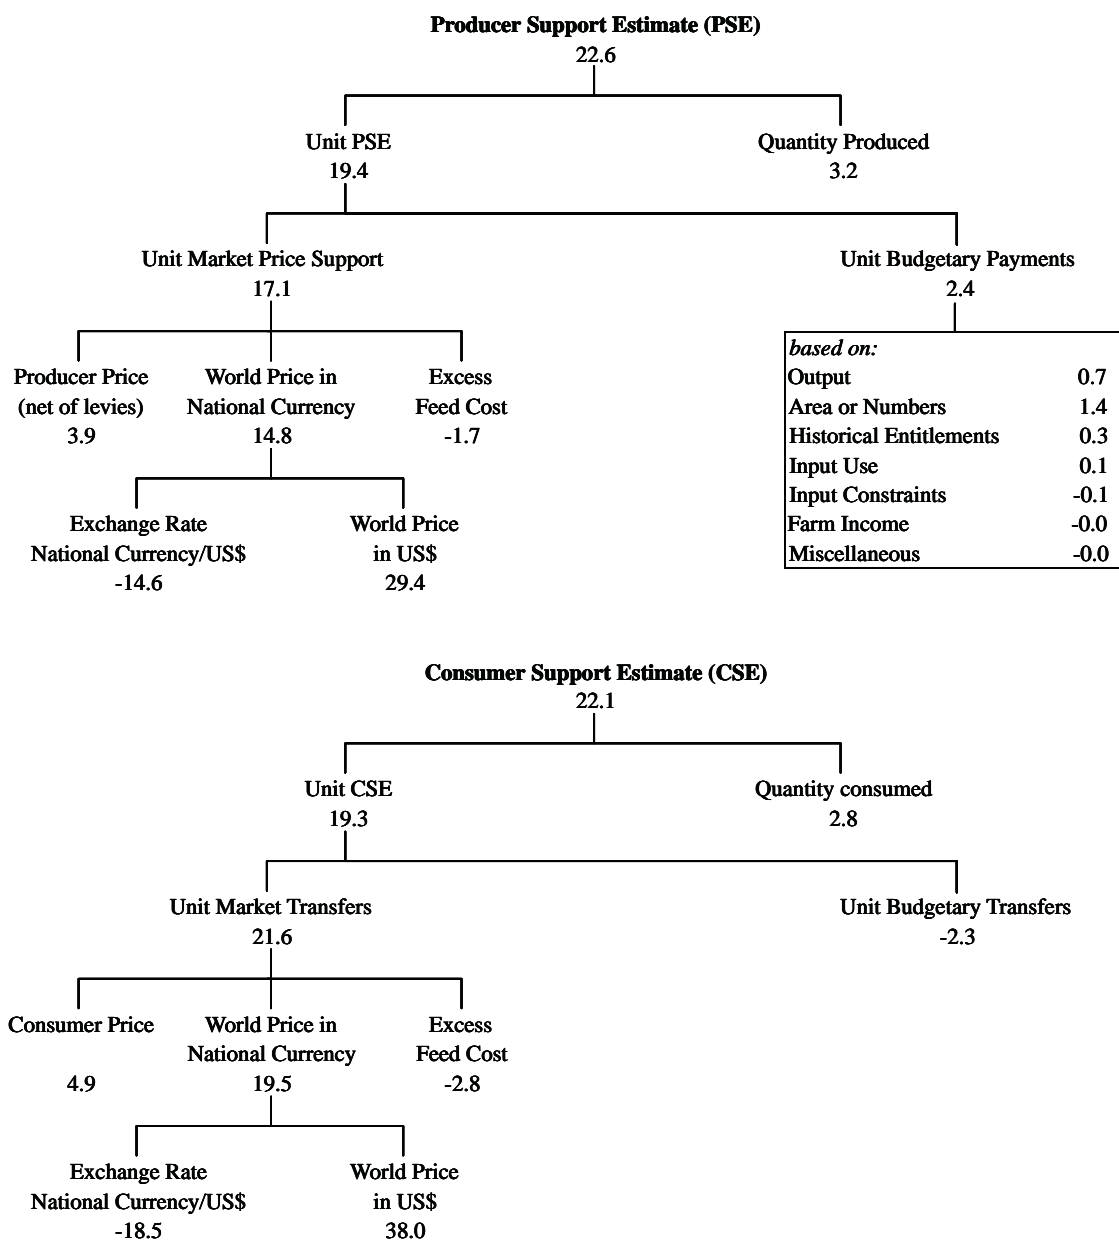 Producer Support Estimate (PSE)
22.6
Unit PSE
Quantity Produced
19.4
3.2
Unit Market Price Support
Unit Budgetary Payments
17.1
2.4
based on:
Producer Price
World Price in
Excess
Output 0.7
(net of levies)
National Currency
Feed Cost
Area or Numbers 1.4
3.9
14.8
-1.7
Historical Entitlements 0.3
Input Use 0.1
Input Constraints -0.1
Exchange Rate
World Price
Farm Income -0.0
National Currency/US$
in US$
Miscellaneous -0.0
-14.6
29.4
Consumer Support Estimate (CSE)
22.1
Unit CSE
Quantity consumed
19.3
2.8
Unit Market Transfers
Unit Budgetary Transfers
21.6
-2.3
Consumer Price
World Price in
Excess
National Currency
Feed Cost
4.9
19.5
-2.8
Exchange Rate
World Price
National Currency/US$
in US$
-18.5
38.0